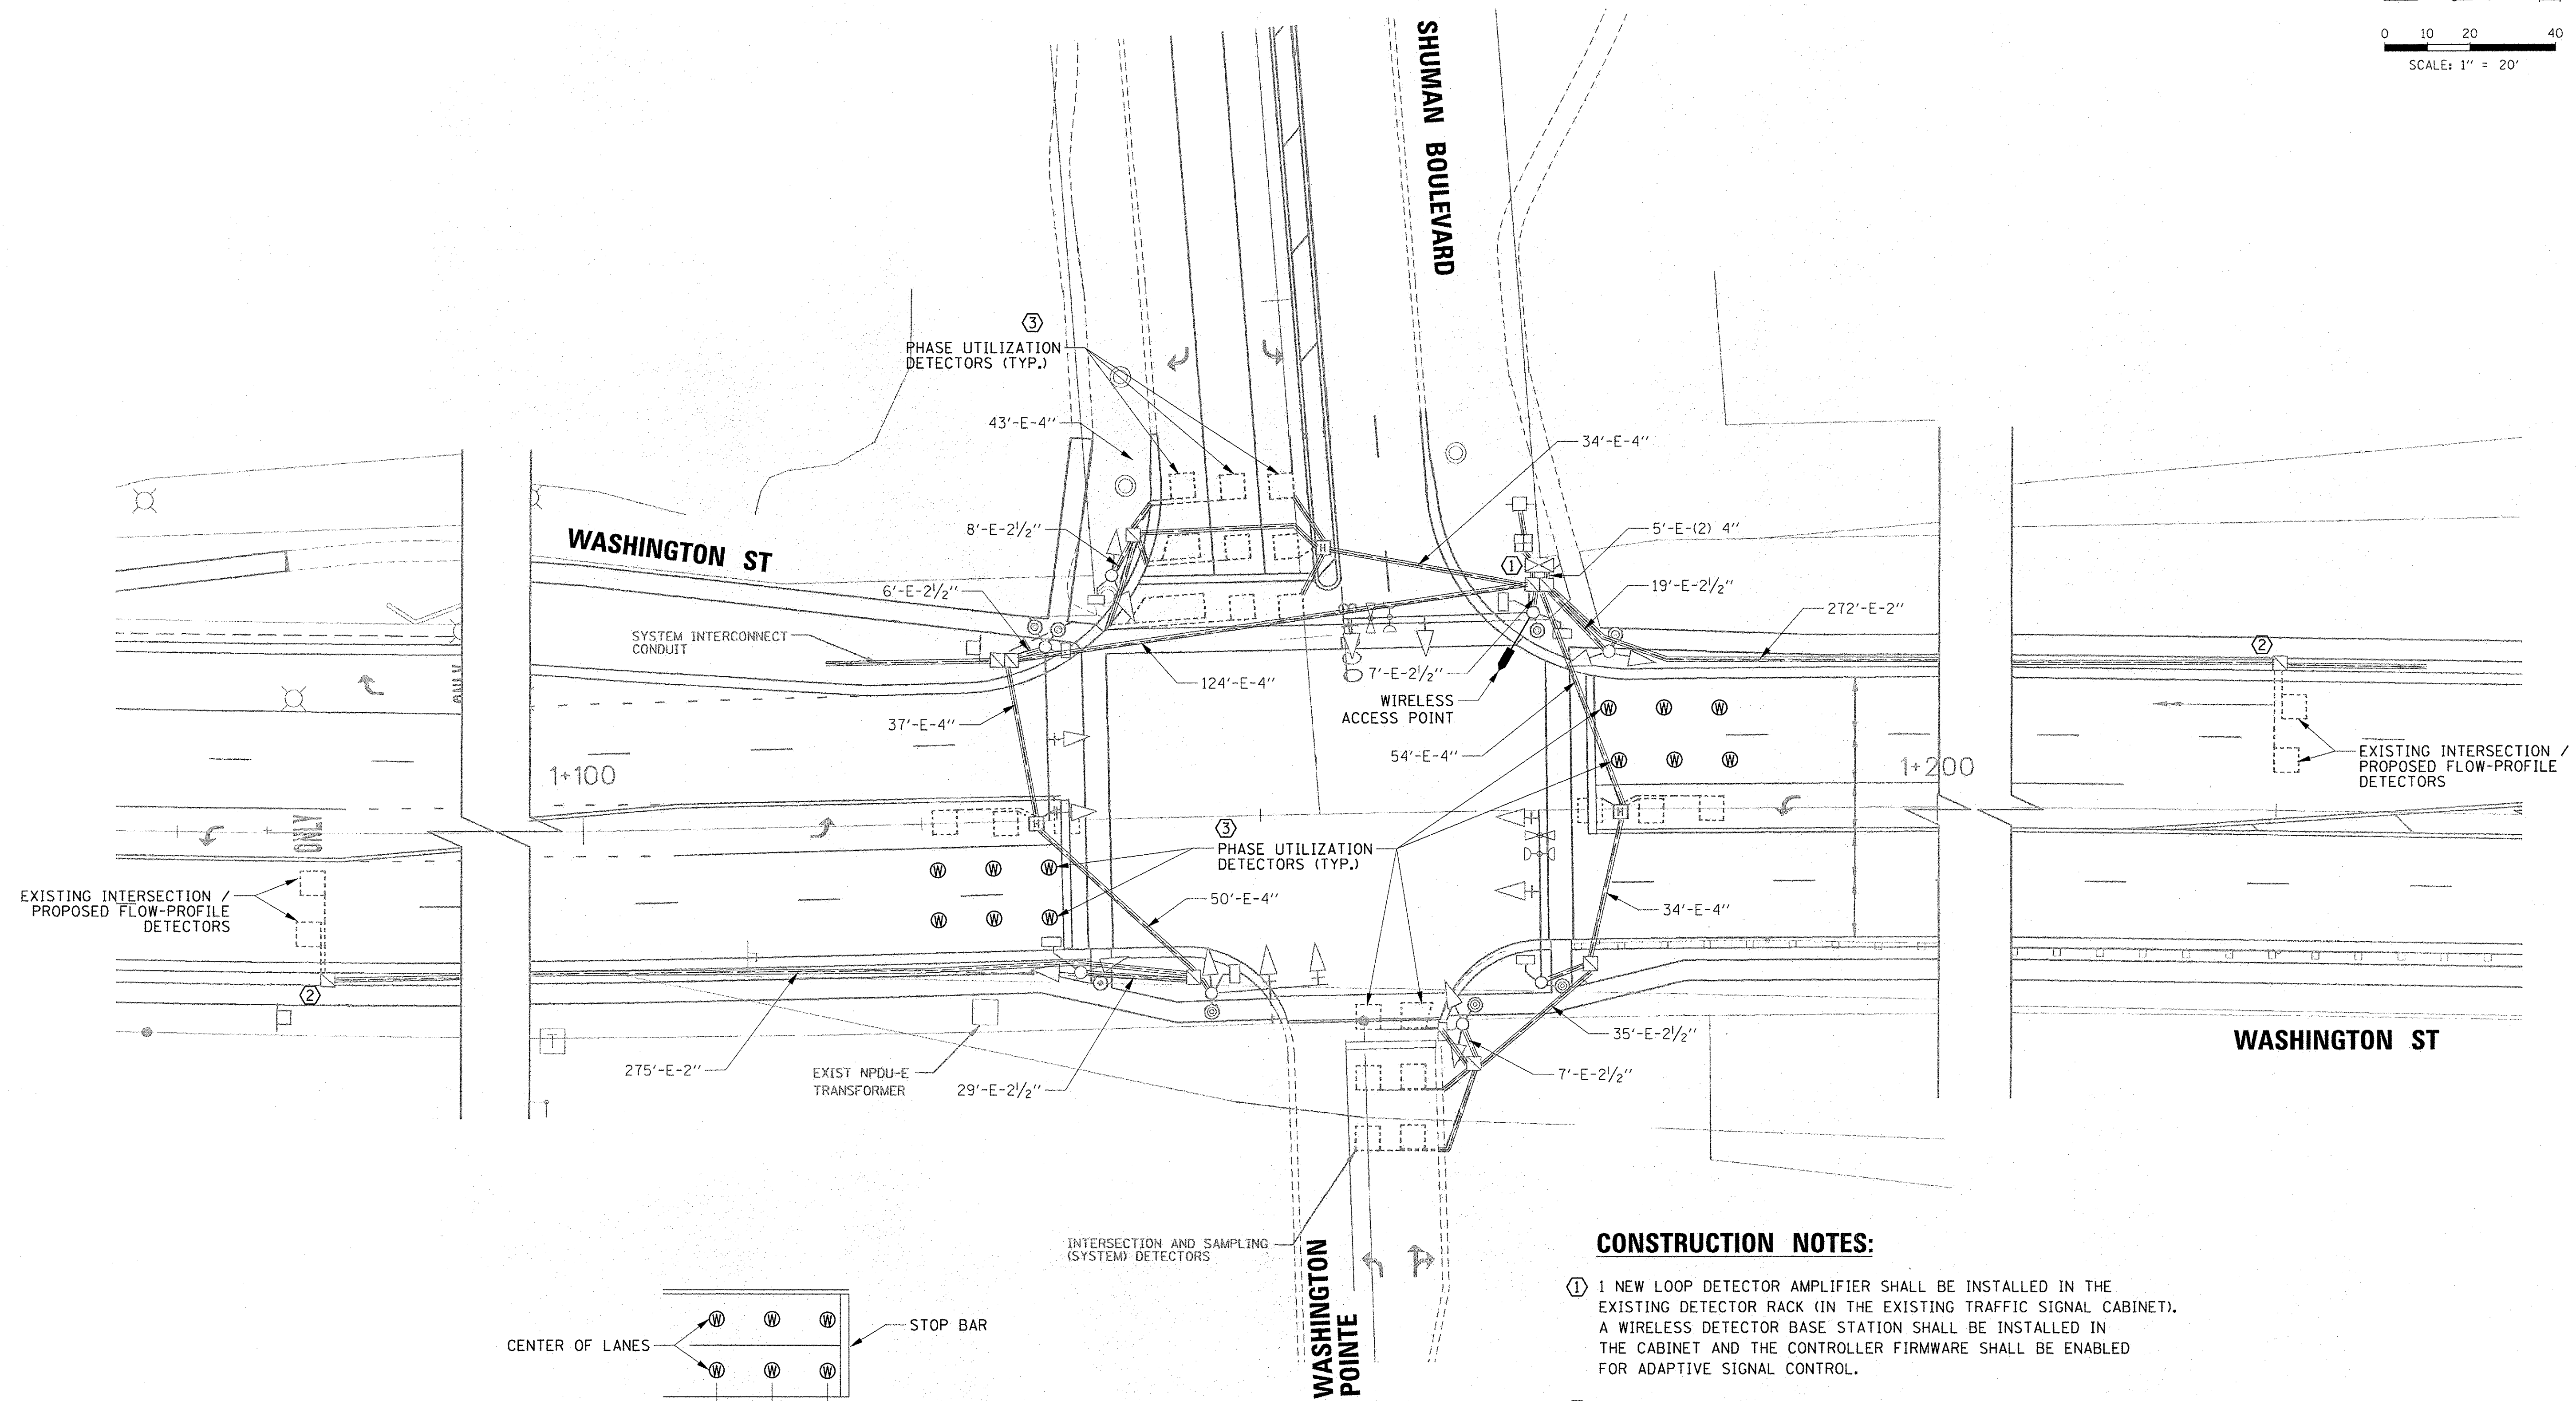 0 10 20 40
SCALE: 1" = 20'
SHUMAN BOULEVARD
3
PHASE UTILIZATION
DETECTORS (TYP.)
43'-E-4"
34'-E-4"
8'-E-2½"
5'-E-(2) 4"
WASHINGTON ST
1
6'-E-2½"
19'-E-2½"
272'-E-2"
SYSTEM INTERCONNECT
CONDUIT
2
124'-E-4"
7'-E-2½"
WIRELESS
ACCESS POINT
37'-E-4"
54'-E-4"
W W W
W W W
1+100
1+200
EXISTING INTERSECTION /
PROPOSED FLOW-PROFILE
DETECTORS
H
H
H
ONLY
ONLY
3
PHASE UTILIZATION
DETECTORS (TYP.)
W W W
W W W
EXISTING INTERSECTION /
PROPOSED FLOW-PROFILE
DETECTORS
50'-E-4"
34'-E-4"
2
T
275'-E-2"
EXIST NPDU-E
TRANSFORMER
29'-E-2½"
35'-E-2½"
7'-E-2½"
WASHINGTON ST
INTERSECTION AND SAMPLING
(SYSTEM) DETECTORS
WASHINGTON
POINTE
CENTER OF LANES
W W W
W W W
STOP BAR
CONSTRUCTION NOTES:
1 1 NEW LOOP DETECTOR AMPLIFIER SHALL BE INSTALLED IN THE
EXISTING DETECTOR RACK (IN THE EXISTING TRAFFIC SIGNAL CABINET).
A WIRELESS DETECTOR BASE STATION SHALL BE INSTALLED IN
THE CABINET AND THE CONTROLLER FIRMWARE SHALL BE ENABLED
FOR ADAPTIVE SIGNAL CONTROL.